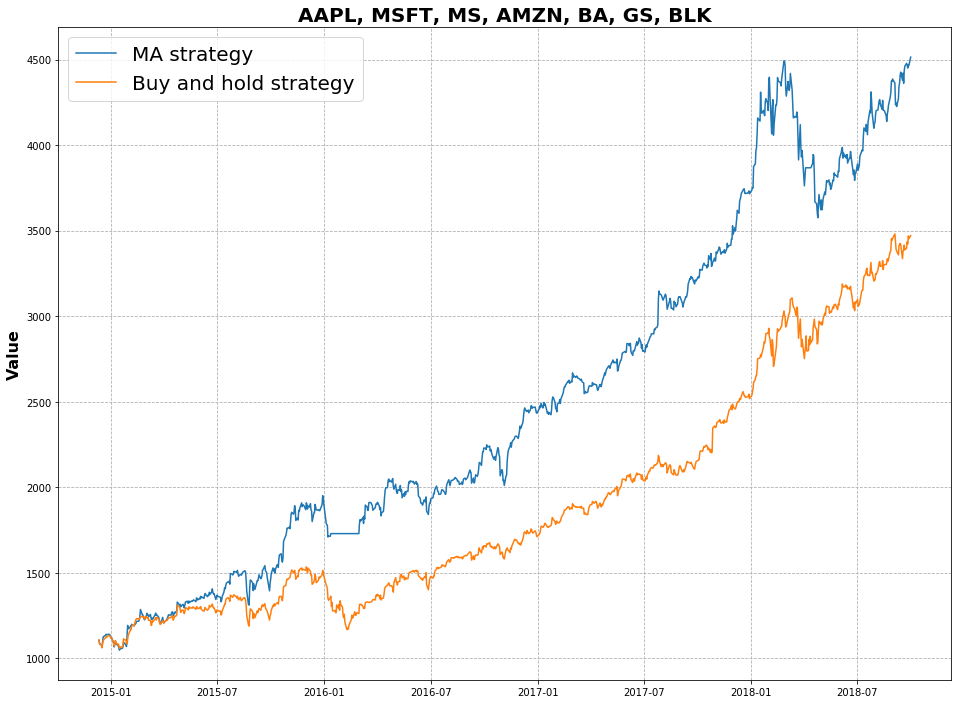 AAPL, MSFT, MS, AMZN, BA, GS, BLK
MA strategy
Buy and hold strategy
Value
4500
4000
3500
3000
2500
2000
1500
1000
2015-01 2015-07 2016-01 2016-07 2017-01 2017-07 2018-01 2018-07